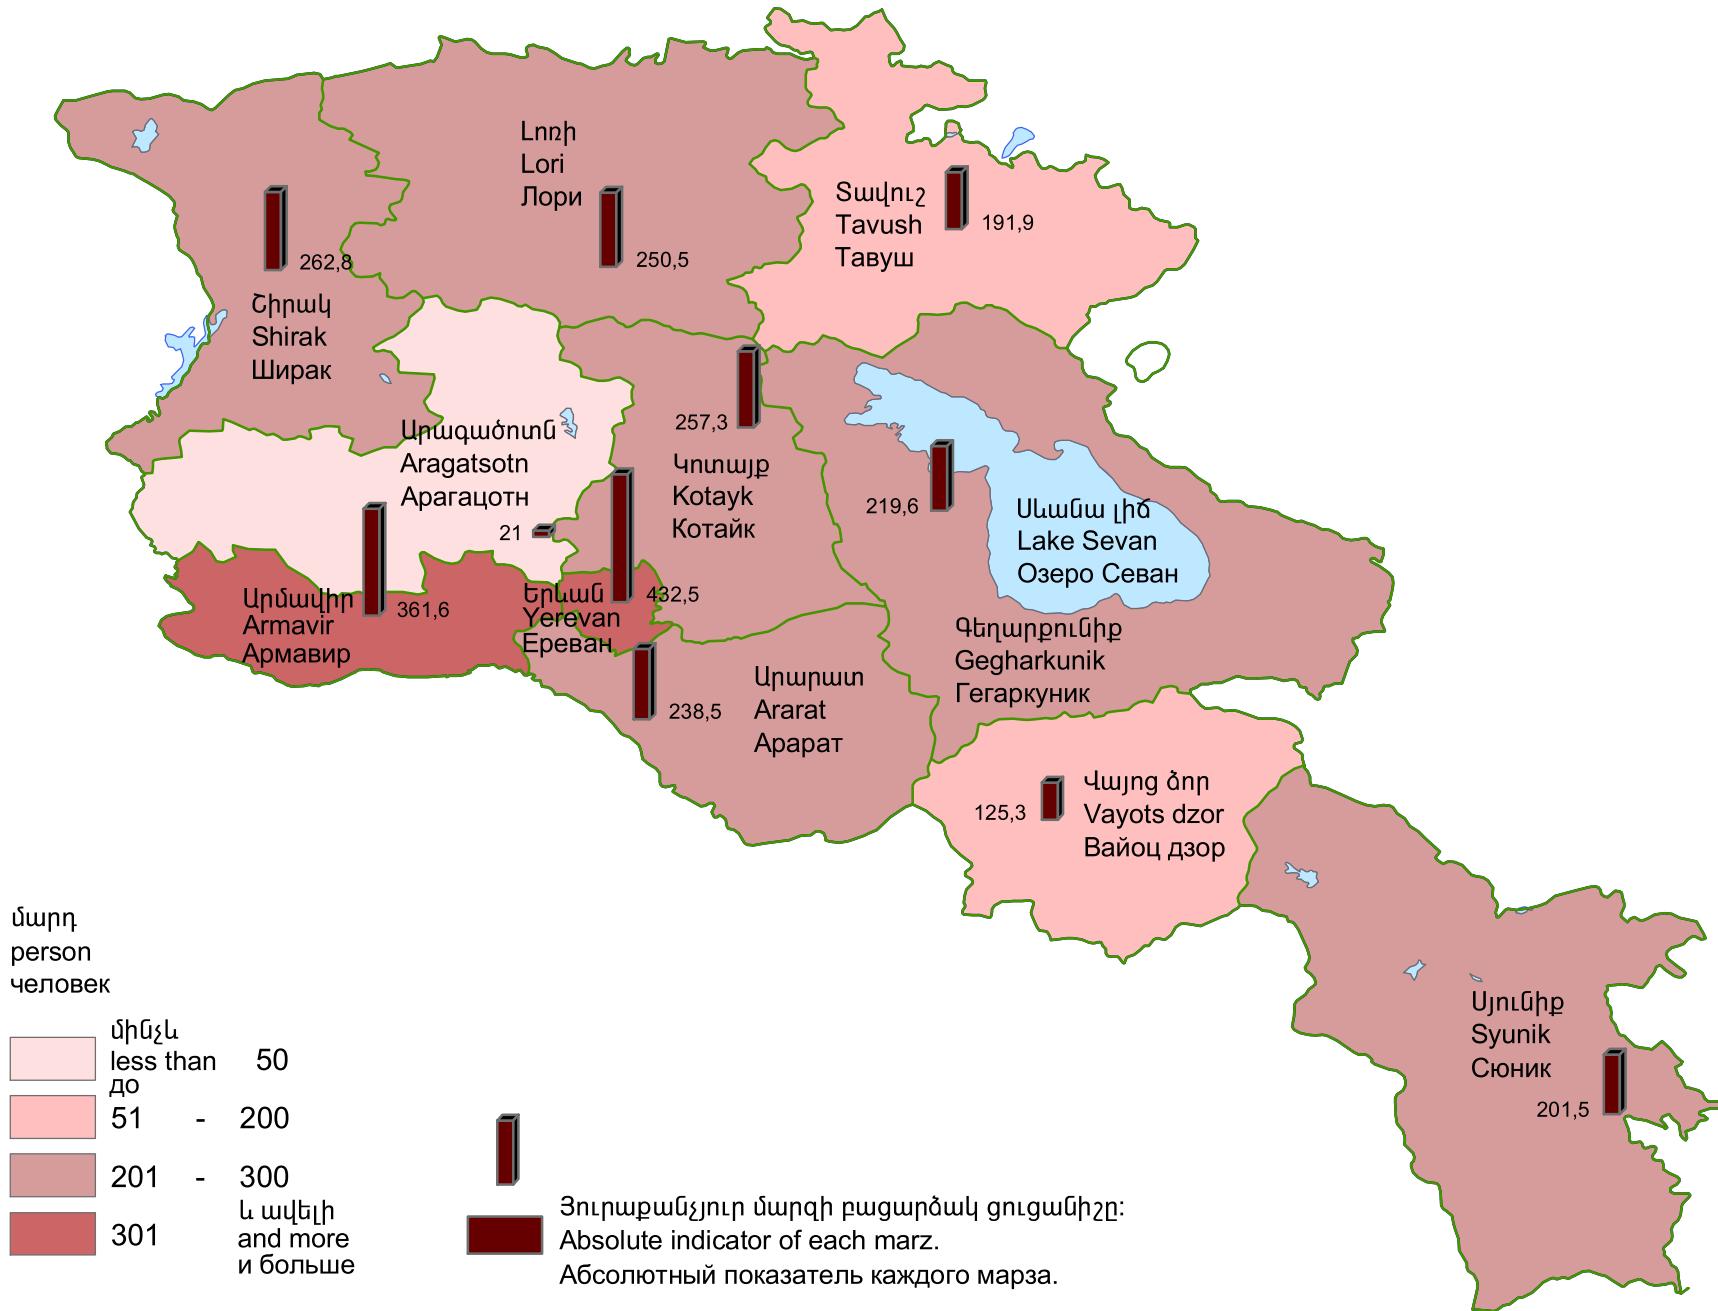 Լոռի
Lori
Лори
250,5
Տավուշ
Tavush
Тавуш
191,9
262,8
Շիրակ
Shirak
Ширак
257,3
Կոտայք
Kotayk
Котайк
Արագածոտն
Aragatsotn
Арагацотн
21
219,6
Սևանա լիճ
Lake Sevan
Озеро Севан
Արմավիր
Armavir
Армавир
361,6
Երևան
Yerevan
Ереван
432,5
Գեղարքունիք
Gegharkunik
Гегаркуник
Արարատ
Ararat
Арарат
238,5
Վայոց ձոր
Vayots dzor
Вайоц дзор
125,3
Սյունիք
Syunik
Сюник
201,5
մարդ
person
человек
մինչև
less than 50
до
51 - 200
201 - 300
301
և ավելի
and more
и больше
Յուրաքանչյուր մարզի բացարձակ ցուցանիշը:
Absolute indicator of each marz.
Абсолютный показатель каждого марза.